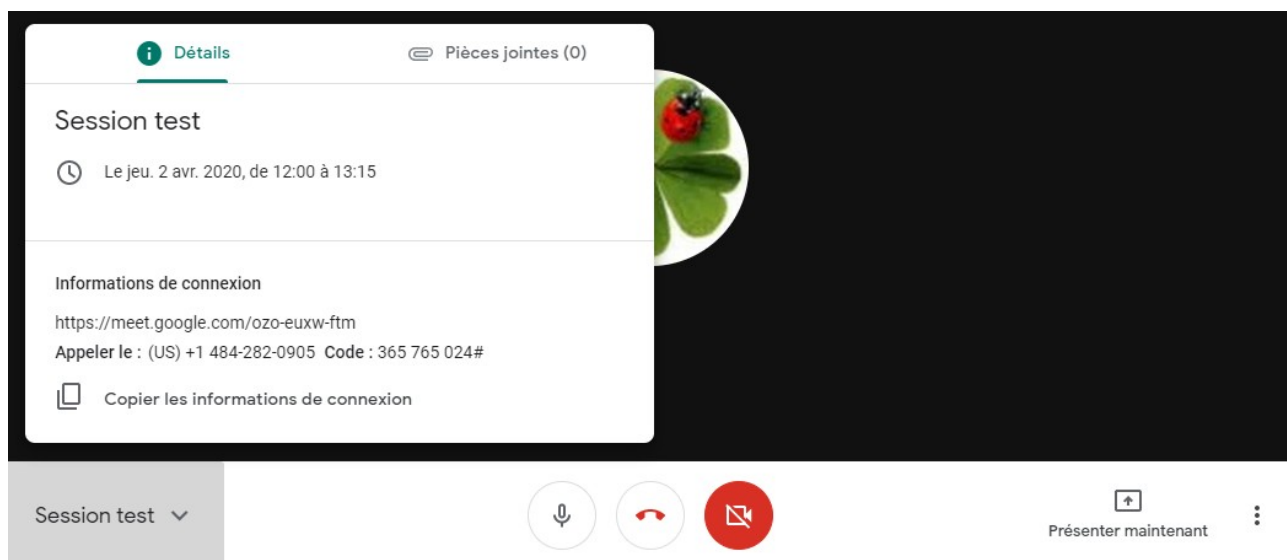 Détails
Pièces jointes (0)
Session test
Le jeu. 2 avr. 2020, de 12:00 à 13:15
Informations de connexion
https://meet.google.com/ozo-euxw-ftm
Appeler le : (US) +1 484-282-0905 Code : 365 765 024#
Copier les informations de connexion
Session test
Présenter maintenant